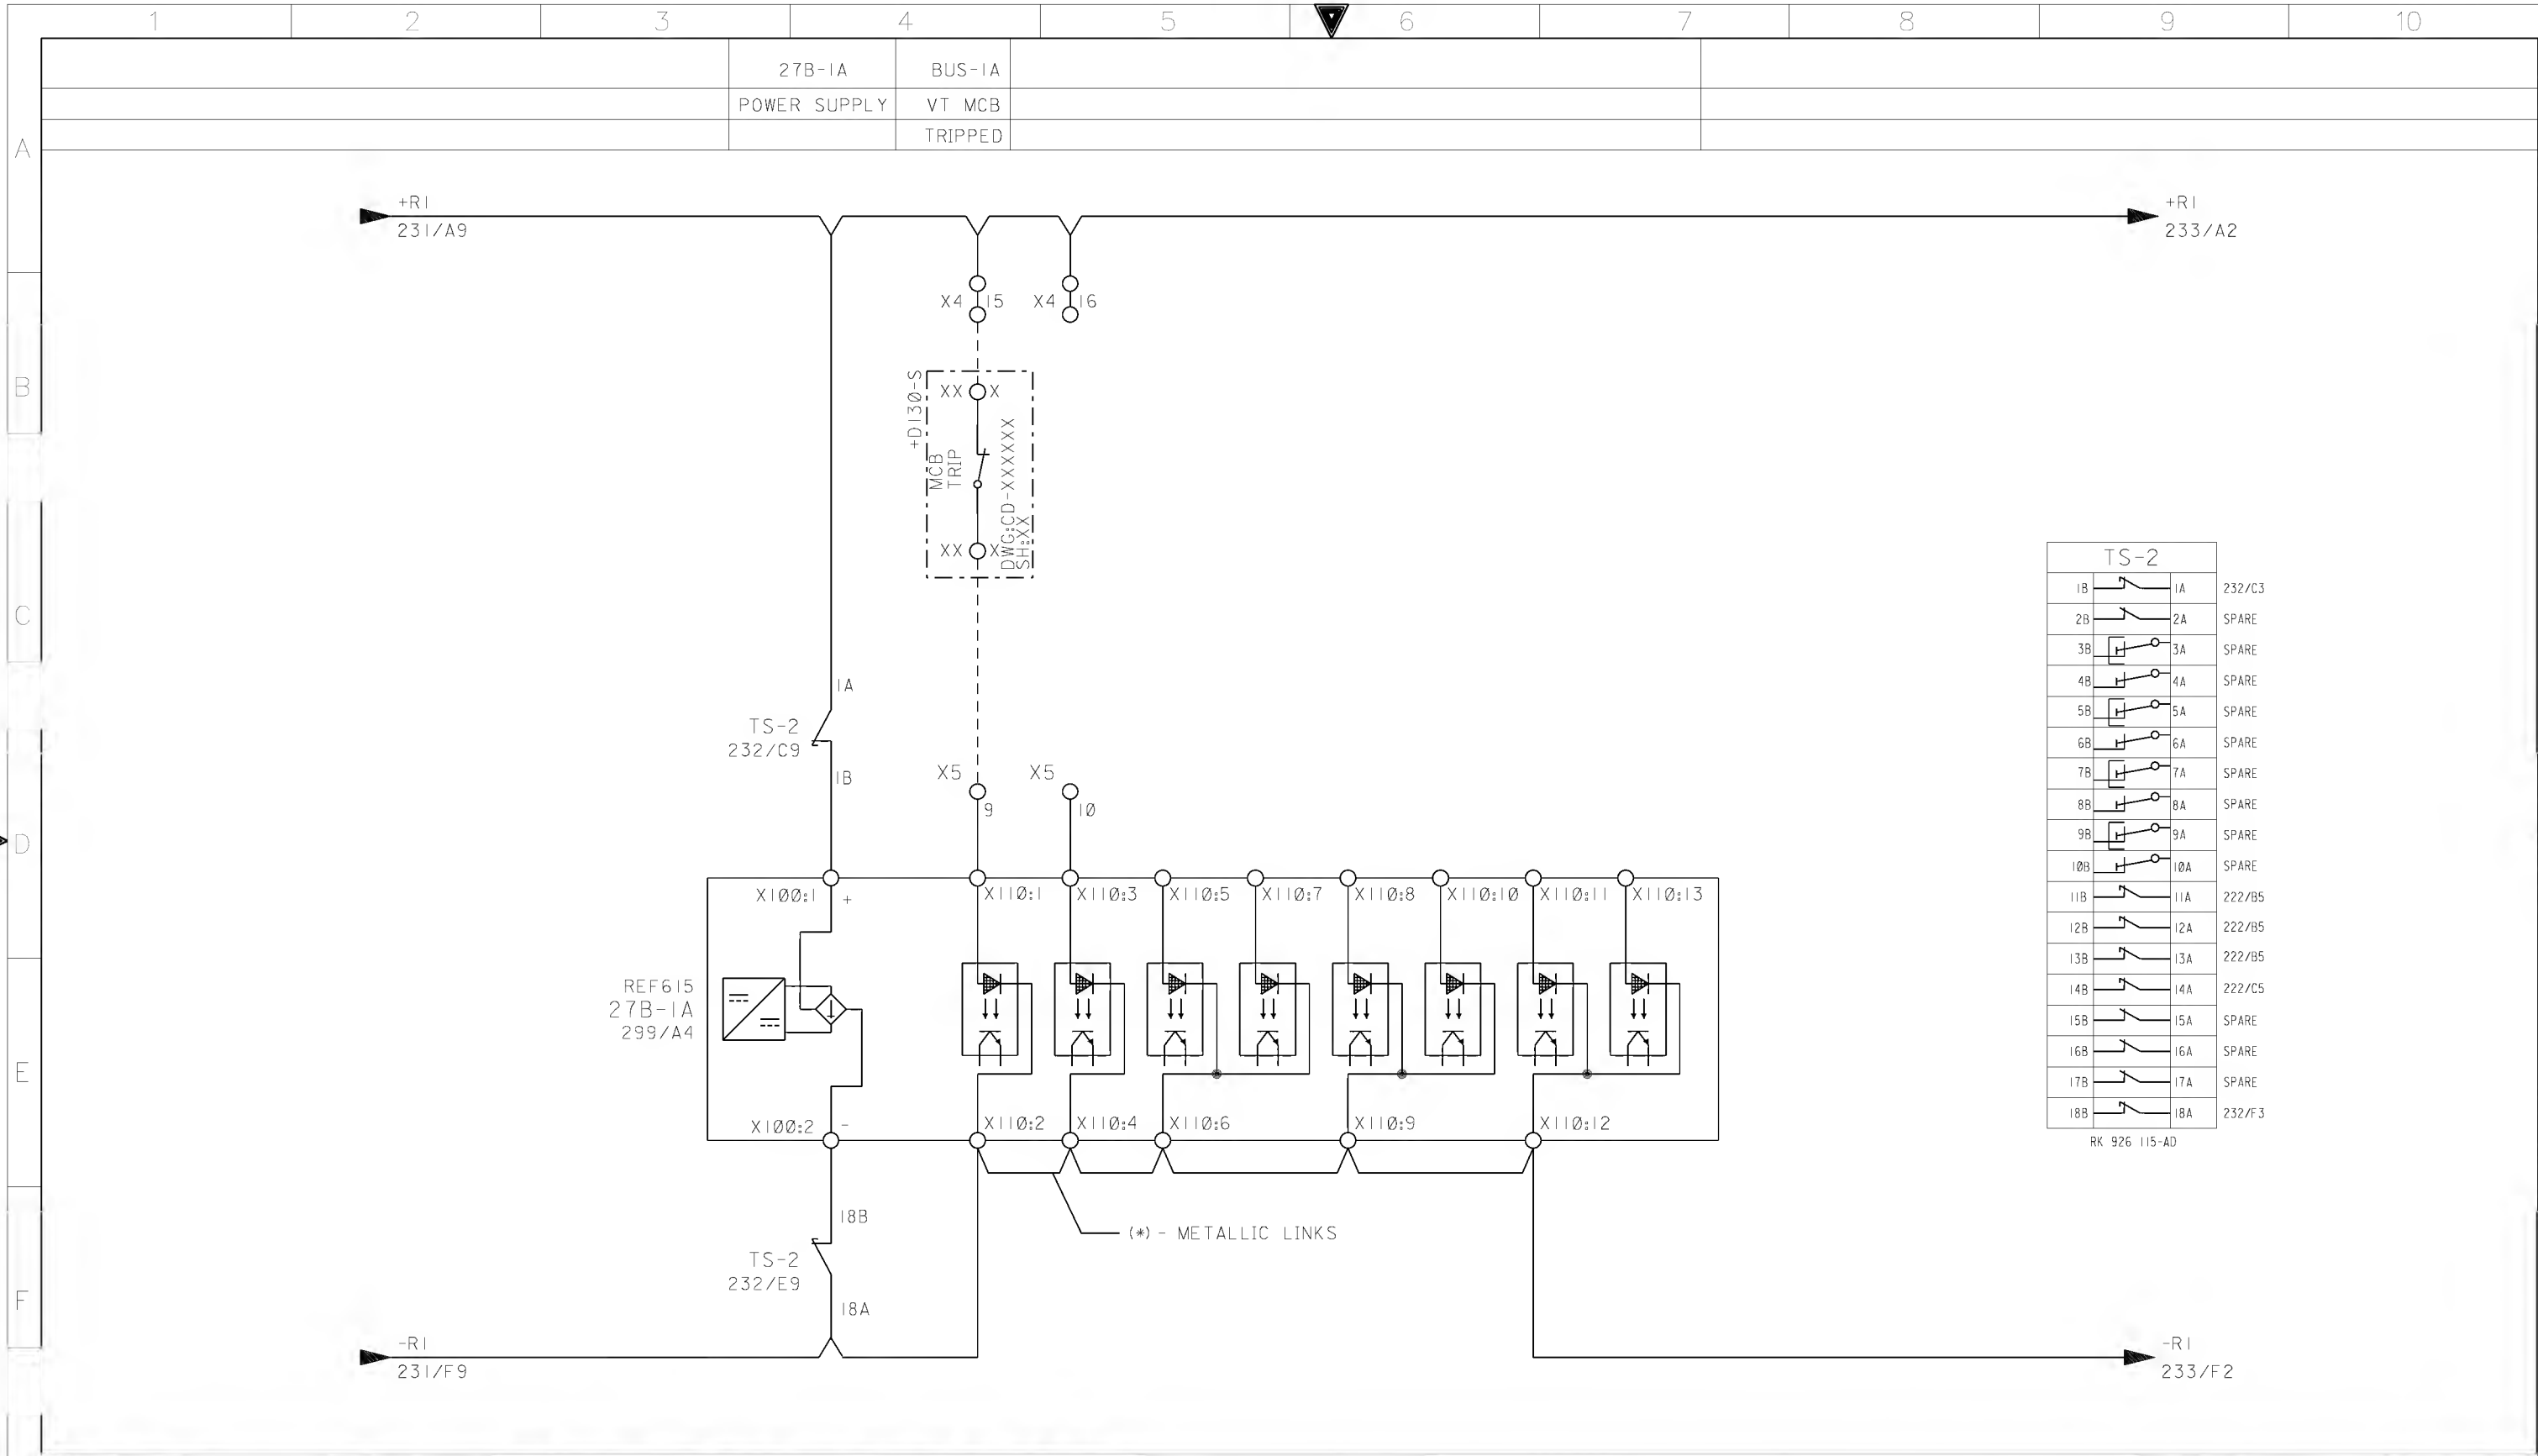 1 2 3 4 5 6 7 8 9 10
27B-1A BUS-1A
POWER SUPPLY VT MCB
TRIPPED
A
+R1
231/A9
+R1
233/A2
X4 15 X4 16
B
+D130-S
XX X
MCB
TRIP
DWG:CD-XXXXXX
SH:XX
XX X
C
1A
TS-2
232/C9
1B
X5 X5
9 10
D
X100:1 + X110:1 X110:3 X110:5 X110:7 X110:8 X110:10 X110:11 X110:13
REF615
27B-1A
299/A4
E
X100:2 - X110:2 X110:4 X110:6 X110:9 X110:12
18B
(*) - METALLIC LINKS
TS-2
232/E9
F
18A
-R1
231/F9
-R1
233/F2
TS-2
1B 1A 232/C3
2B 2A SPARE
3B 3A SPARE
4B 4A SPARE
5B 5A SPARE
6B 6A SPARE
7B 7A SPARE
8B 8A SPARE
9B 9A SPARE
10B 10A SPARE
11B 11A 222/B5
12B 12A 222/B5
13B 13A 222/B5
14B 14A 222/C5
15B 15A SPARE
16B 16A SPARE
17B 17A SPARE
18B 18A 232/F3
RK 926 115-AD